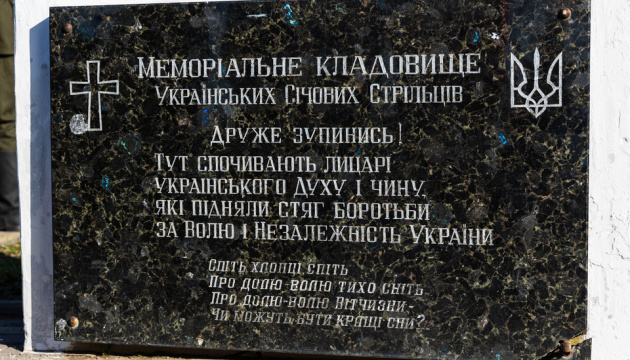 Меморіальне кладовище
Українських Січових Стрільців
Друже зупинись!
Тут спочивають лицарі
українського Духу і чину,
які підняли стяг боротьби
за Волю і Незалежність України
Спіть хлопці спіть
Про долю-волю тихо сніть
Про долю-волю Вітчизни,
Чи можуть бути кращі сни?